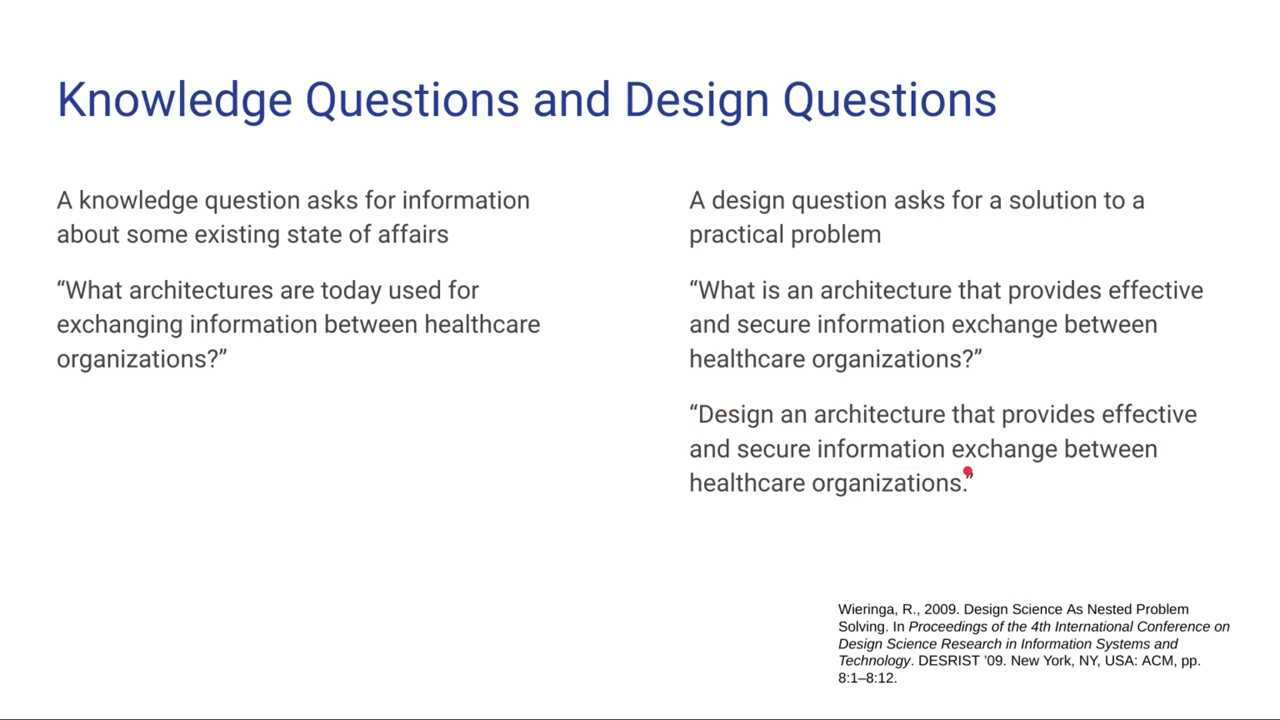 Knowledge Questions and Design Questions
A knowledge question asks for information
about some existing state of affairs
“What architectures are today used for
exchanging information between healthcare
organizations?”
A design question asks for a solution to a
practical problem
“What is an architecture that provides effective
and secure information exchange between
healthcare organizations?”
“Design an architecture that provides effective
and secure information exchange between
healthcare organizations.”
Wieringa, R., 2009. Design Science As Nested Problem
Solving. In Proceedings of the 4th International Conference on
Design Science Research in Information Systems and
Technology. DESRIST ’09. New York, NY, USA: ACM, pp.
8:1–8:12.